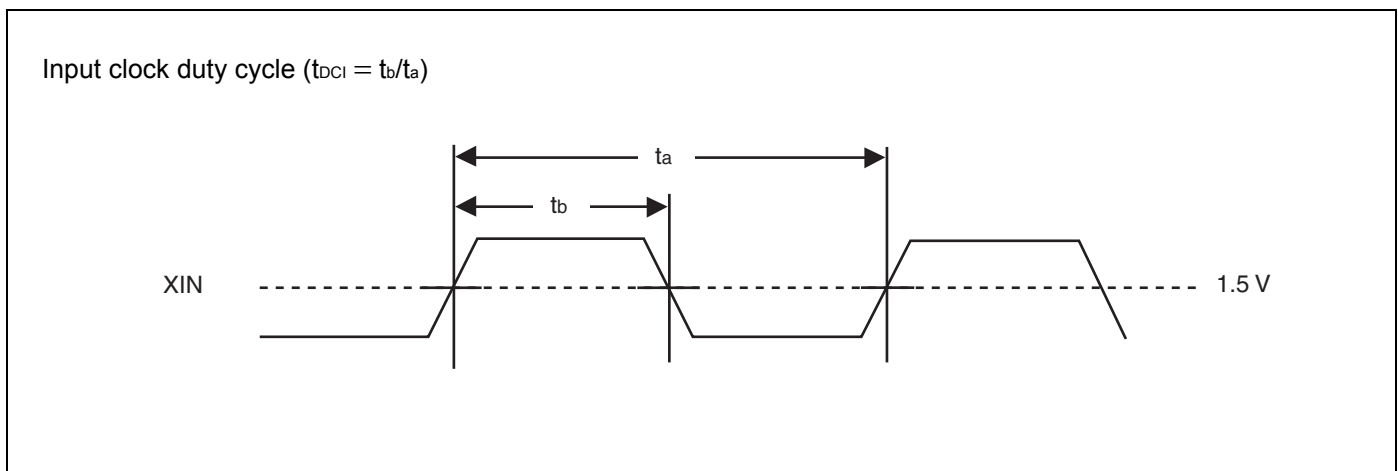 Input clock duty cycle (tDCI = tb/ta)
ta
tb
XIN
1.5 V